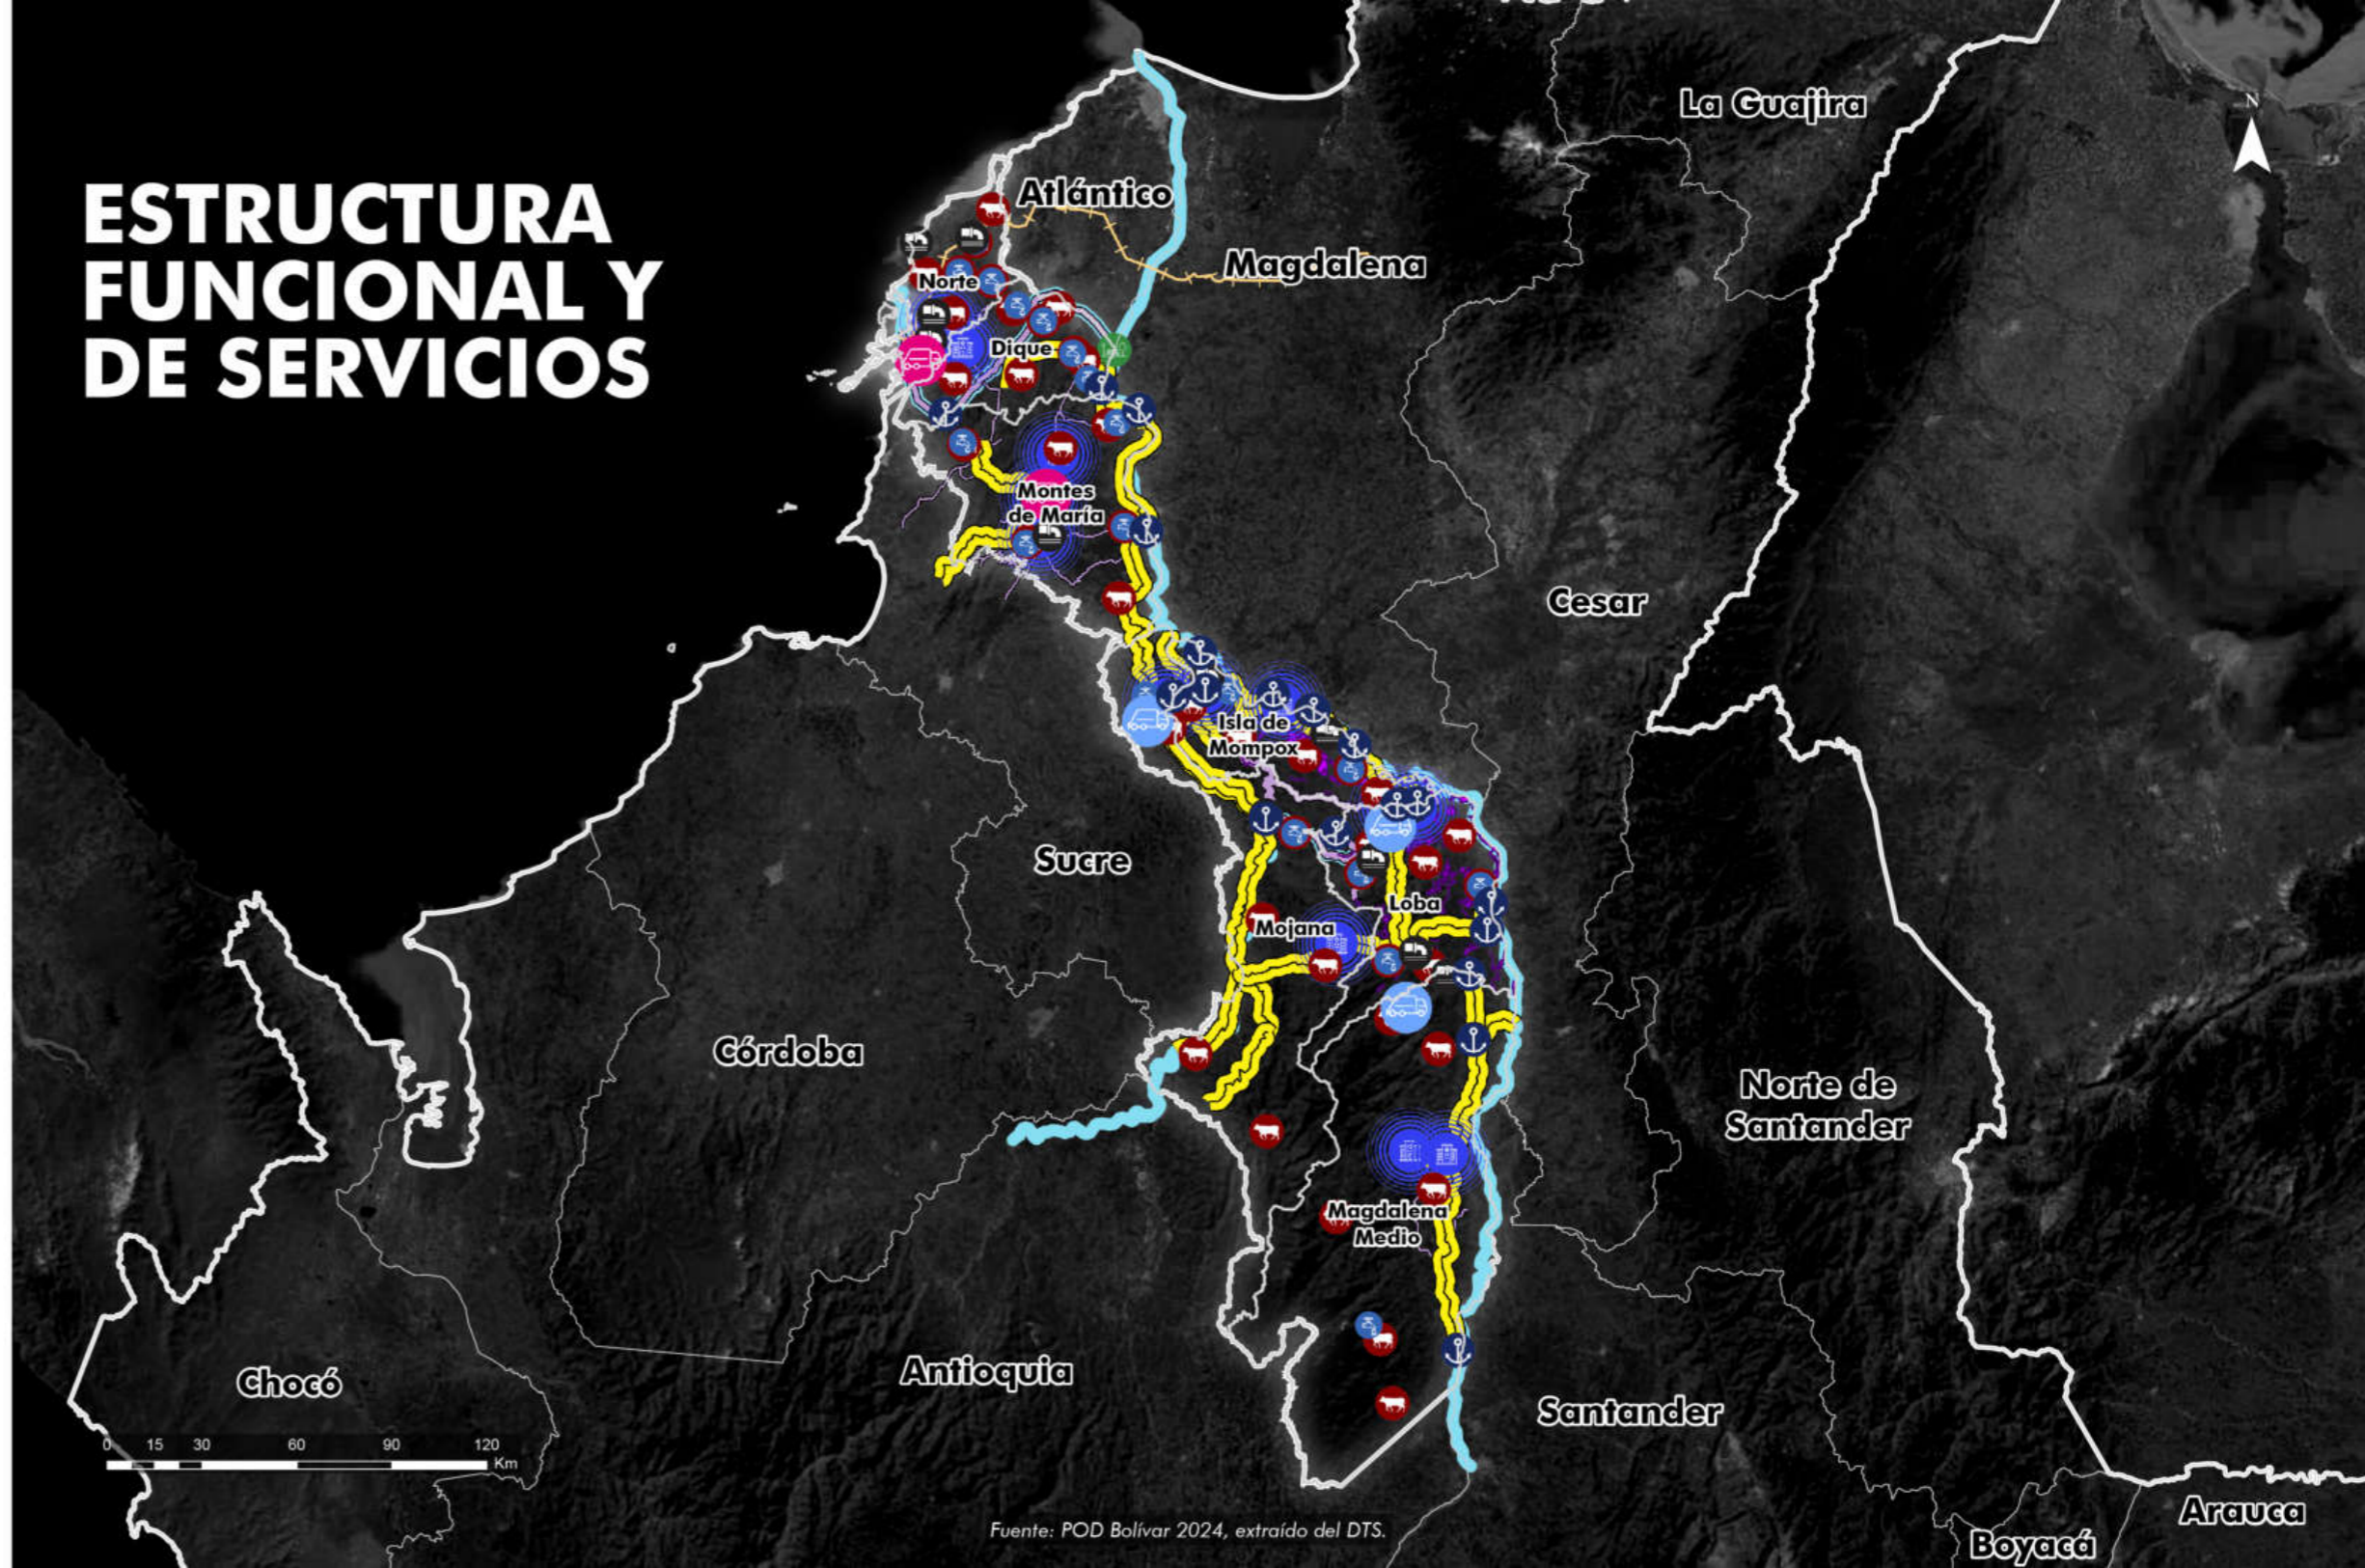 ESTRUCTURA
FUNCIONAL Y
DE SERVICIOS
La Guajira
N
Atlántico
Magdalena
Norte
Dique
Montes
de María
Cesar
Isla de
Mompox
Sucre
Loba
Mojana
Córdoba
Norte de
Santander
Magdalena
Medio
Antioquia
Chocó
Santander
0 15 30 60 90 120
Km
Arauca
Fuente: POD Bolívar 2024, extraído del DTS.
Boyacá